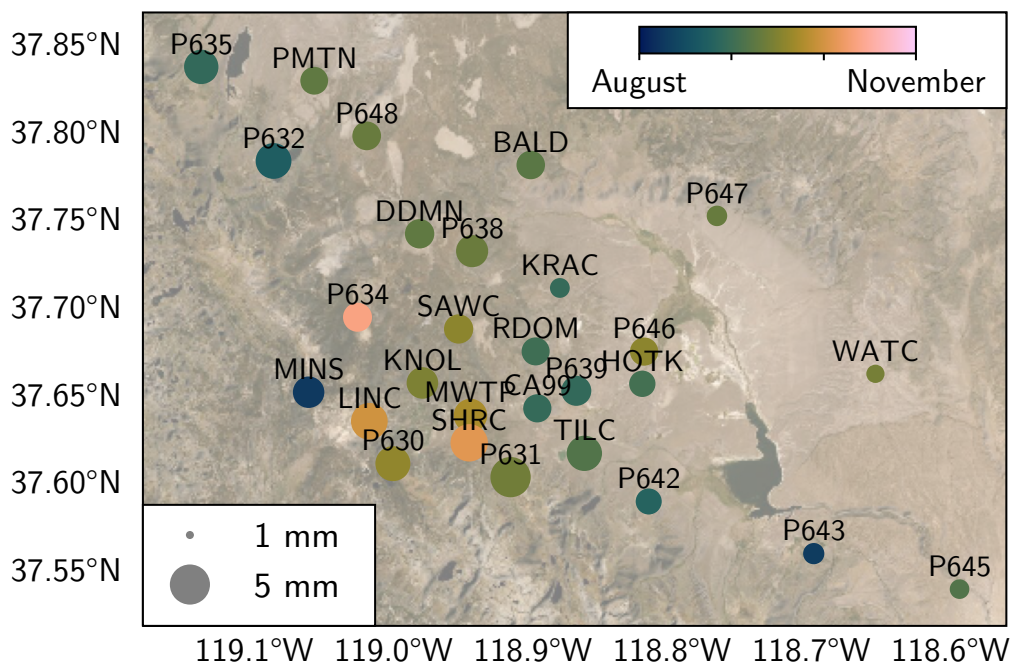 37.85°N
37.80°N
37.75°N
37.70°N
37.65°N
37.60°N
37.55°N
August
November
P635
PMTN
P648
P632
BALD
P647
DDMN
P638
KRAC
P634
SAWC
RDOM
P646
WATC
MINS
KNOL
P639
HOTK
LINC
MWTP
CA99
SHRC
P630
P631
TILC
P642
P643
P645
1 mm
5 mm
119.1°W
119.0°W
118.9°W
118.8°W
118.7°W
118.6°W